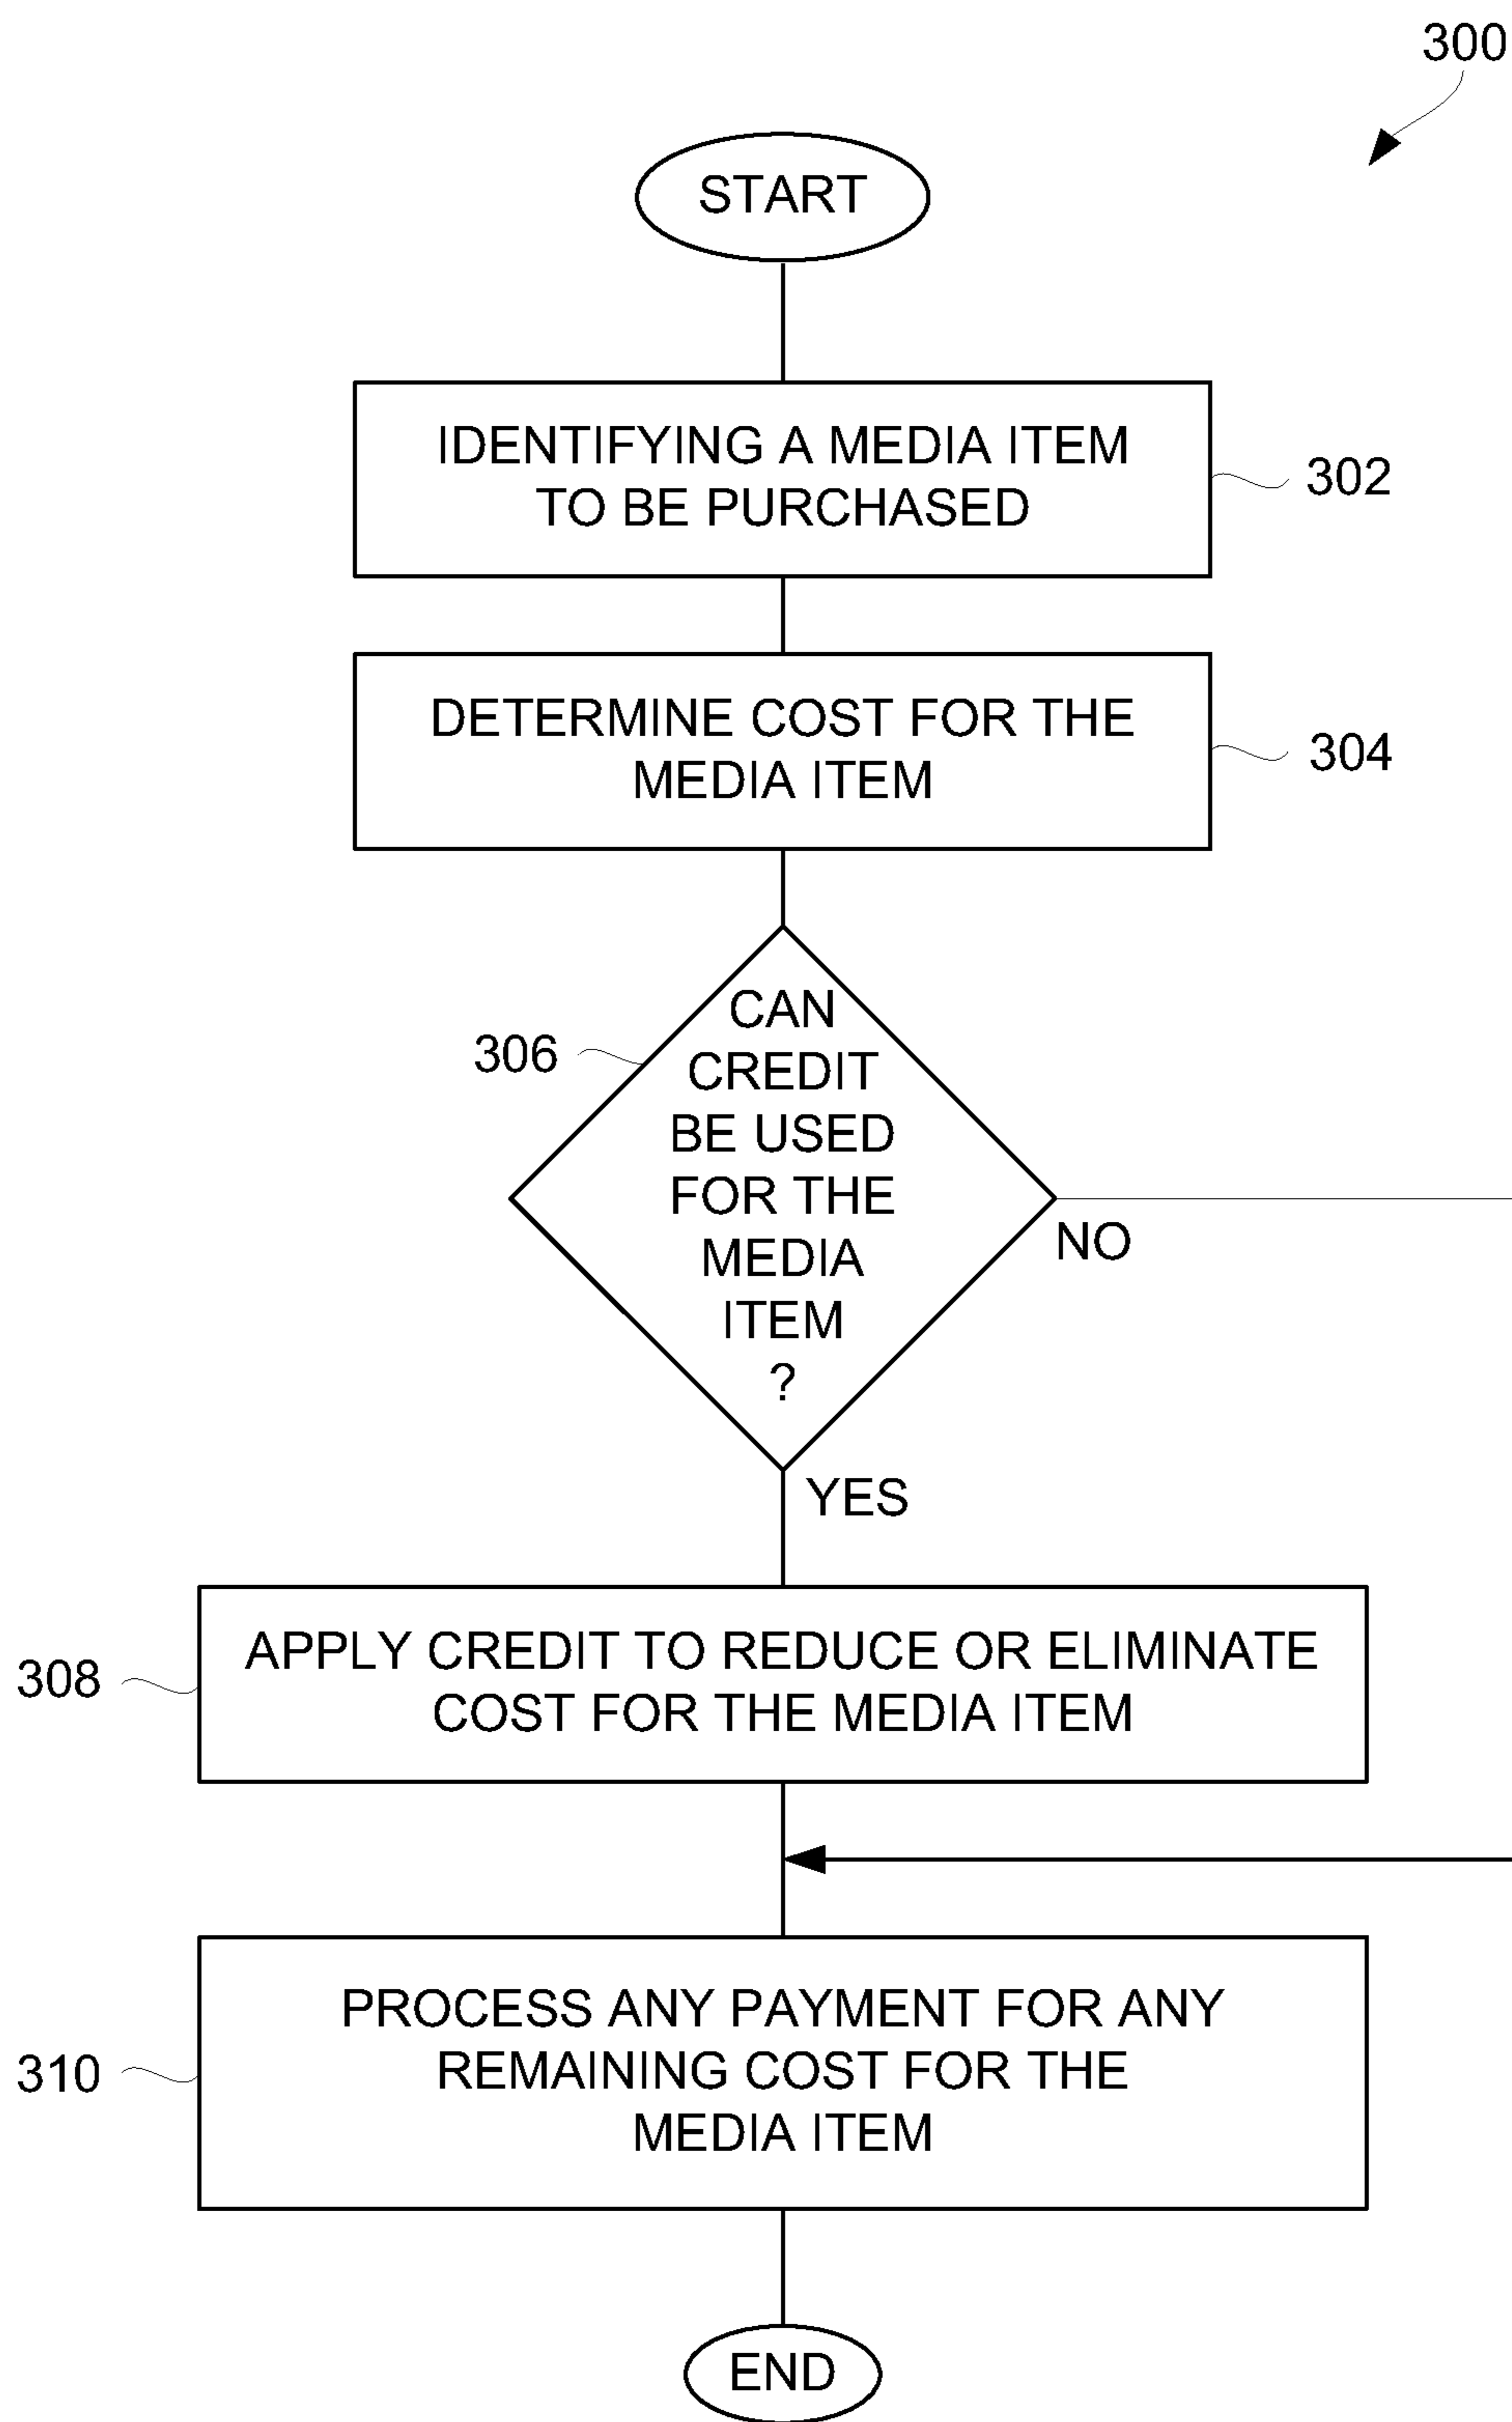 300
START
IDENTIFYING A MEDIA ITEM
TO BE PURCHASED
302
DETERMINE COST FOR THE
MEDIA ITEM
304
306
CAN
CREDIT
BE USED
FOR THE
MEDIA
ITEM
?
NO
YES
308
APPLY CREDIT TO REDUCE OR ELIMINATE
COST FOR THE MEDIA ITEM
310
PROCESS ANY PAYMENT FOR ANY
REMAINING COST FOR THE
MEDIA ITEM
END